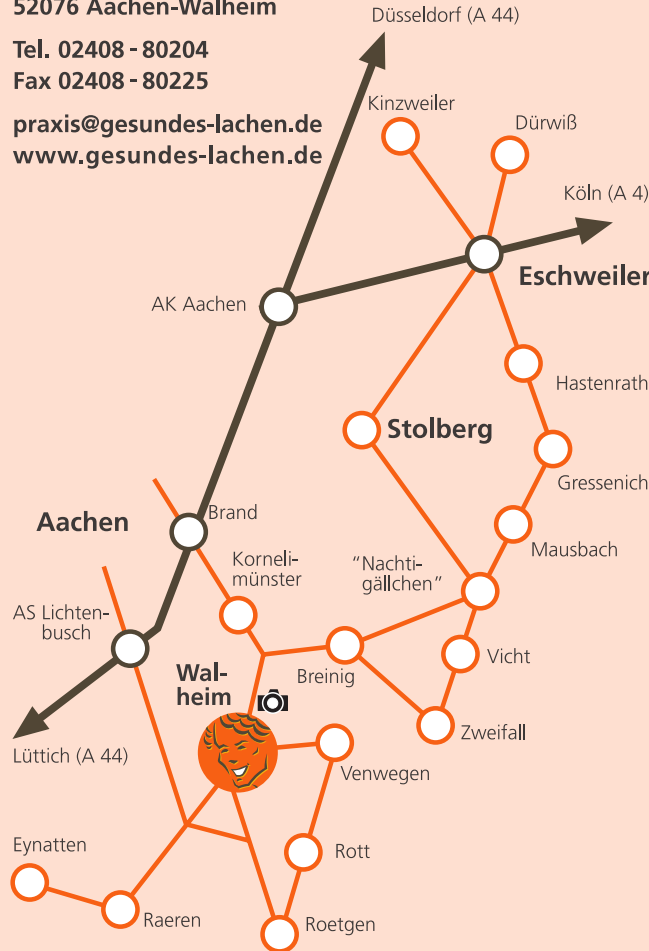 52076 Aachen-Walheim
Tel. 02408 - 80204
Fax 02408 - 80225
praxis@gesundes-lachen.de
www.gesundes-lachen.de
Düsseldorf (A 44)
Kinzweiler
Dürwiß
Köln (A 4)
Eschweiler
AK Aachen
Hastenrath
Stolberg
Gressenich
Aachen
Brand
Mausbach
Korneli-
münster
"Nachti-
gällchen"
AS Lichten-
busch
Vicht
Wal-
heim
Breinig
Zweifall
Lüttich (A 44)
Venwegen
Eynatten
Rott
Raeren
Roetgen